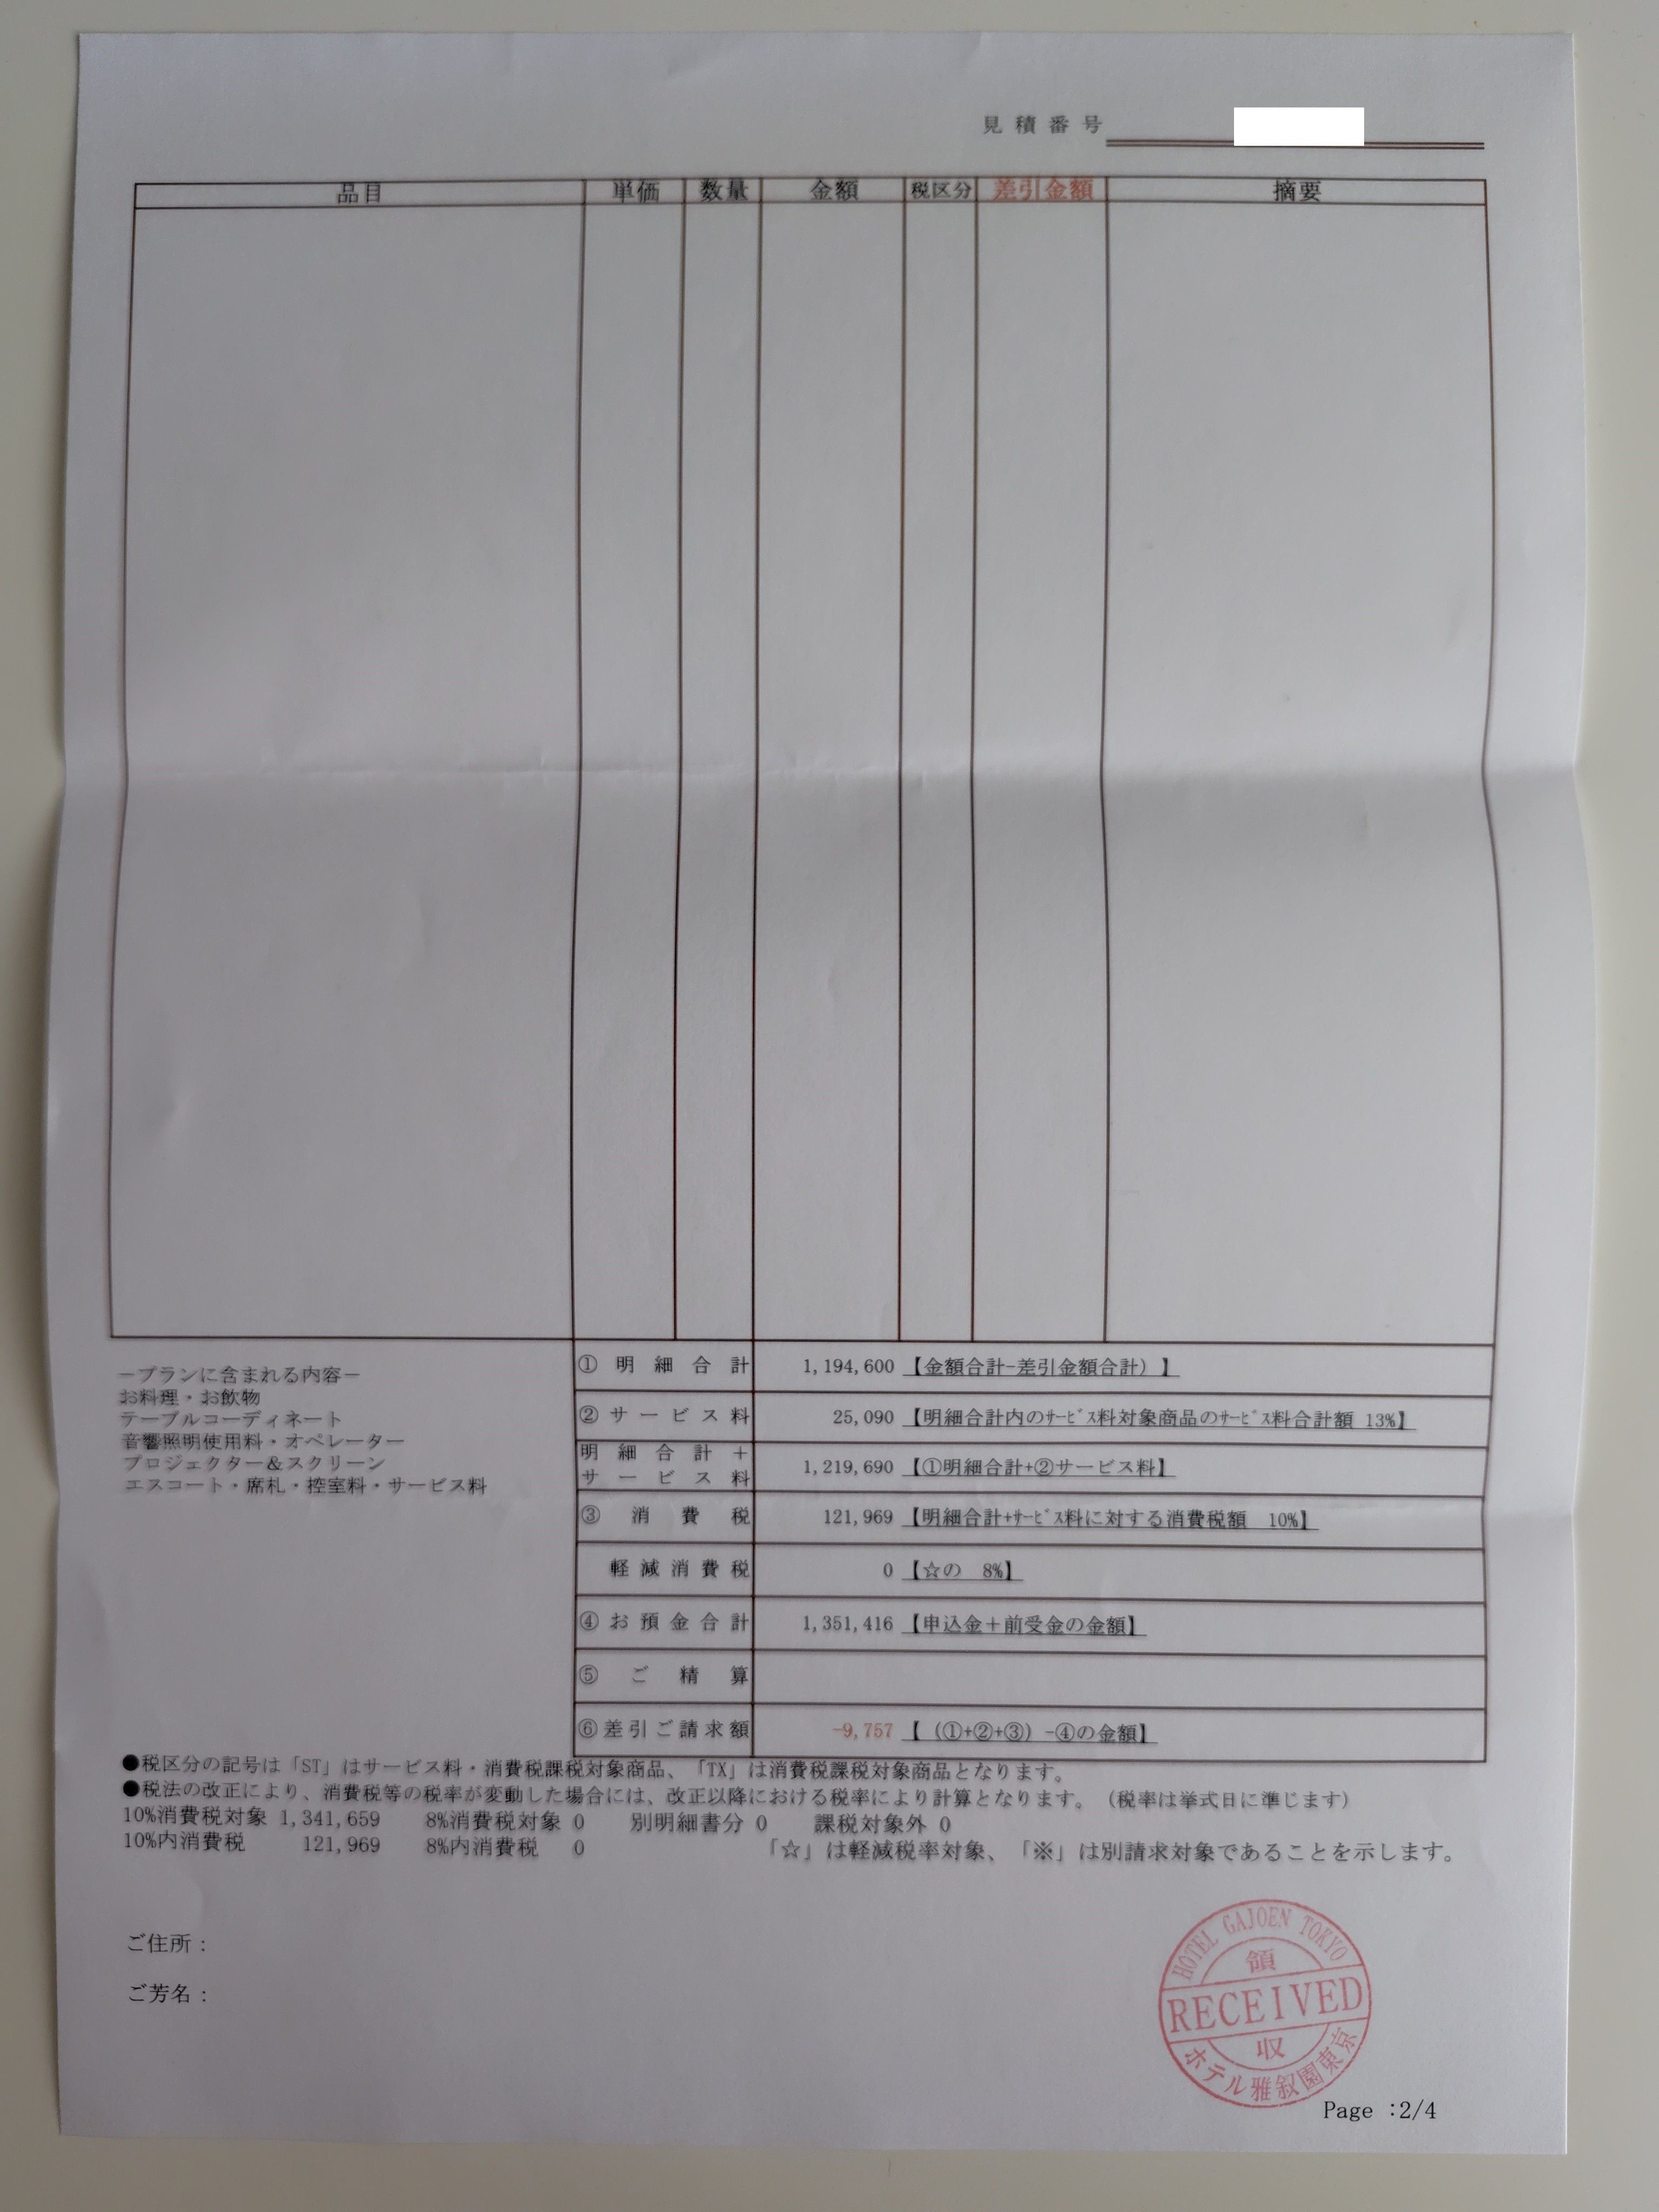 見積番号
品目 単価 数量 金額 税区分 差引金額 摘要
－プランに含まれる内容－
お料理・お飲物
テーブルコーディネート
音響照明使用料・オペレーター
プロジェクター＆スクリーン
エスコート・席札・控室料・サービス料
① 明細合計 1,194,600 【金額合計−差引金額合計）】
② サービス料 25,090 【明細合計内のｻｰﾋﾞｽ料対象商品のｻｰﾋﾞｽ料合計額 13%】
明細合計＋
サービス料 1,219,690 【①明細合計+②サービス料】
③ 消費税 121,969 【明細合計+ｻｰﾋﾞｽ料に対する消費税額 10%】
軽減消費税 0 【☆の 8%】
④ お預金合計 1,351,416 【申込金＋前受金の金額】
⑤ ご精算
⑥ 差引ご請求額 -9,757 【（①+②+③）-④の金額】
●税区分の記号は「ST」はサービス料・消費税課税対象商品、「TX」は消費税課税対象商品となります。
●税法の改正により、消費税等の税率が変動した場合には、改正以降における税率により計算となります。（税率は挙式日に準じます）
10%消費税対象 1,341,659 8%消費税対象 0 別明細書分 0 課税対象外 0
10%内消費税 121,969 8%内消費税 0 「☆」は軽減税率対象、「※」は別請求対象であることを示します。
ご住所：
ご芳名：
HOTEL GAJOEN TOKYO
領
RECEIVED
収
ホテル雅叙園東京
Page :2/4